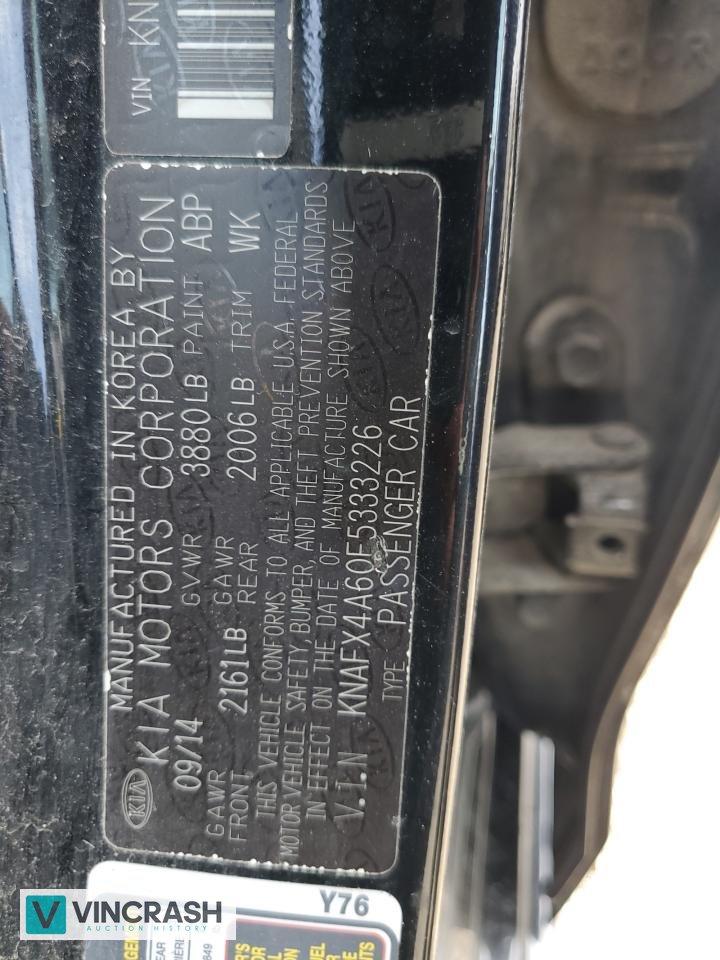 VIN KN
KIA
MANUFACTURED IN KOREA BY
KIA MOTORS CORPORATION
09/14 GVWR 3880LB PAINT ABP
GAWR FRONT 2161LB GAWR REAR 2006LB TRIM WK
THIS VEHICLE CONFORMS TO ALL APPLICABLE U.S.A. FEDERAL
MOTOR VEHICLE SAFETY BUMPER, AND THEFT PREVENTION STANDARDS
IN EFFECT ON THE DATE OF MANUFACTURE SHOWN ABOVE
V.I.N KNAFX4A60F5333226
TYPE PASSENGER CAR
Y76
VINCRASH
AUCTION HISTORY